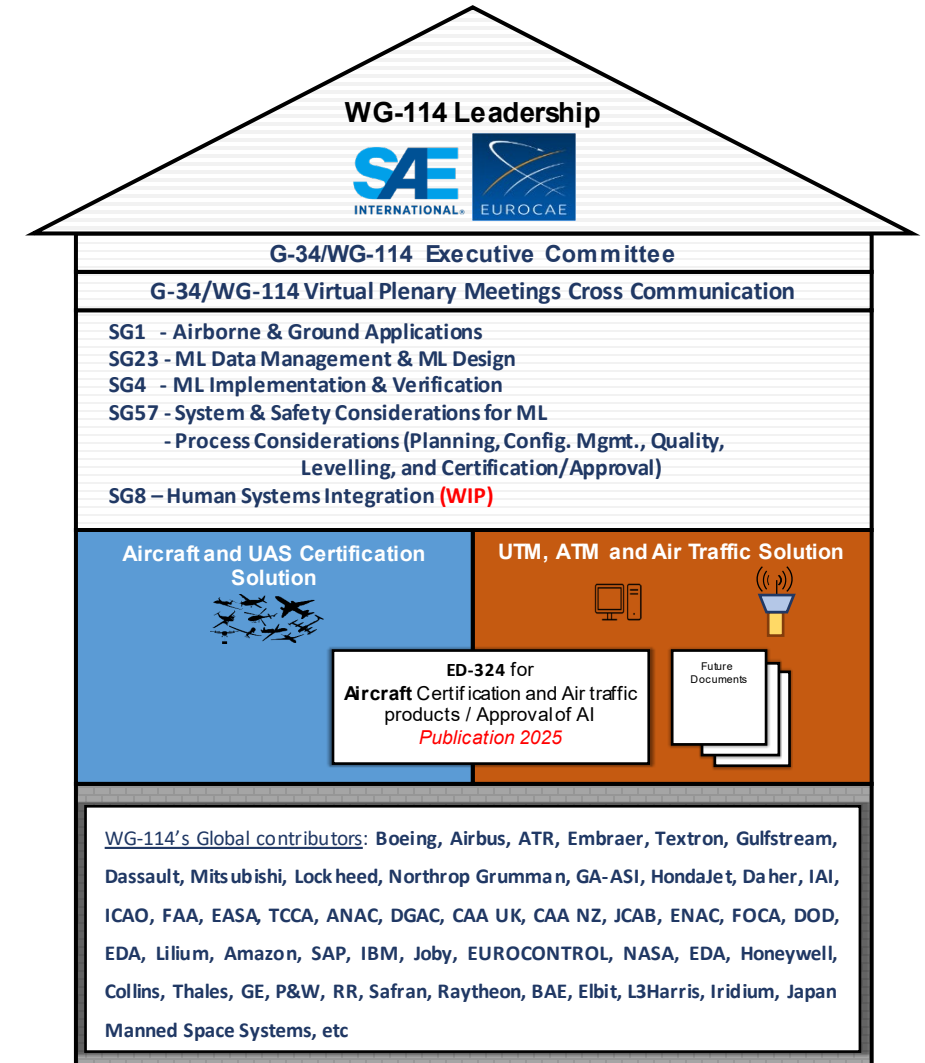 WG-114 Leadership
SAE
INTERNATIONAL®
EUROCAE
G-34/WG-114 Executive Committee
G-34/WG-114 Virtual Plenary Meetings Cross Communication
SG1 - Airborne & Ground Applications
SG23 - ML Data Management & ML Design
SG4 - ML Implementation & Verification
SG57 - System & Safety Considerations for ML
- Process Considerations (Planning, Config. Mgmt., Quality,
Levelling, and Certification/Approval)
SG8 – Human Systems Integration (WIP)
Aircraft and UAS Certification
Solution
UTM, ATM and Air Traffic Solution
ED-324 for
Aircraft Certification and Air traffic
products / Approval of AI
Publication 2025
Future
Documents
WG-114's Global contributors: Boeing, Airbus, ATR, Embraer, Textron, Gulfstream,
Dassault, Mitsubishi, Lockheed, Northrop Grumman, GA-ASI, HondaJet, Daher, IAI,
ICAO, FAA, EASA, TCCA, ANAC, DGAC, CAA UK, CAA NZ, JCAB, ENAC, FOCA, DOD,
EDA, Lilium, Amazon, SAP, IBM, Joby, EUROCONTROL, NASA, EDA, Honeywell,
Collins, Thales, GE, P&W, RR, Safran, Raytheon, BAE, Elbit, L3Harris, Iridium, Japan
Manned Space Systems, etc